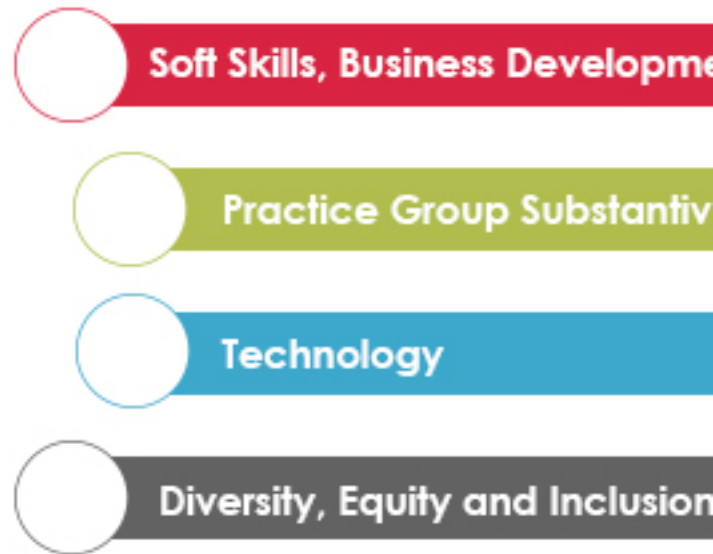 Soft Skills, Business Developme
Practice Group Substantiv
Technology
Diversity, Equity and Inclusion